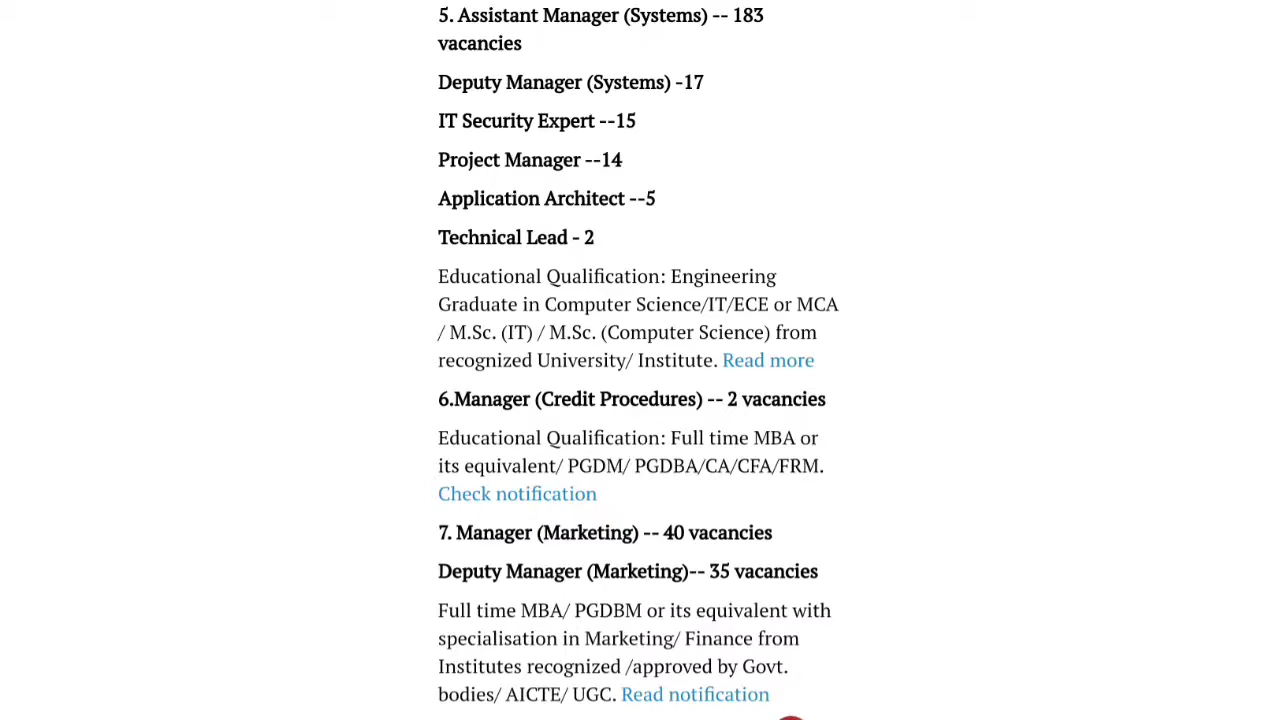 5. Assistant Manager (Systems) -- 183
vacancies
Deputy Manager (Systems) -17
IT Security Expert --15
Project Manager --14
Application Architect --5
Technical Lead - 2
Educational Qualification: Engineering
Graduate in Computer Science/IT/ECE or MCA
/ M.Sc. (IT) / M.Sc. (Computer Science) from
recognized University/ Institute. Read more
6.Manager (Credit Procedures) -- 2 vacancies
Educational Qualification: Full time MBA or
its equivalent/ PGDM/ PGDBA/CA/CFA/FRM.
Check notification
7. Manager (Marketing) -- 40 vacancies
Deputy Manager (Marketing)-- 35 vacancies
Full time MBA/ PGDBM or its equivalent with
specialisation in Marketing/ Finance from
Institutes recognized /approved by Govt.
bodies/ AICTE/ UGC. Read notification